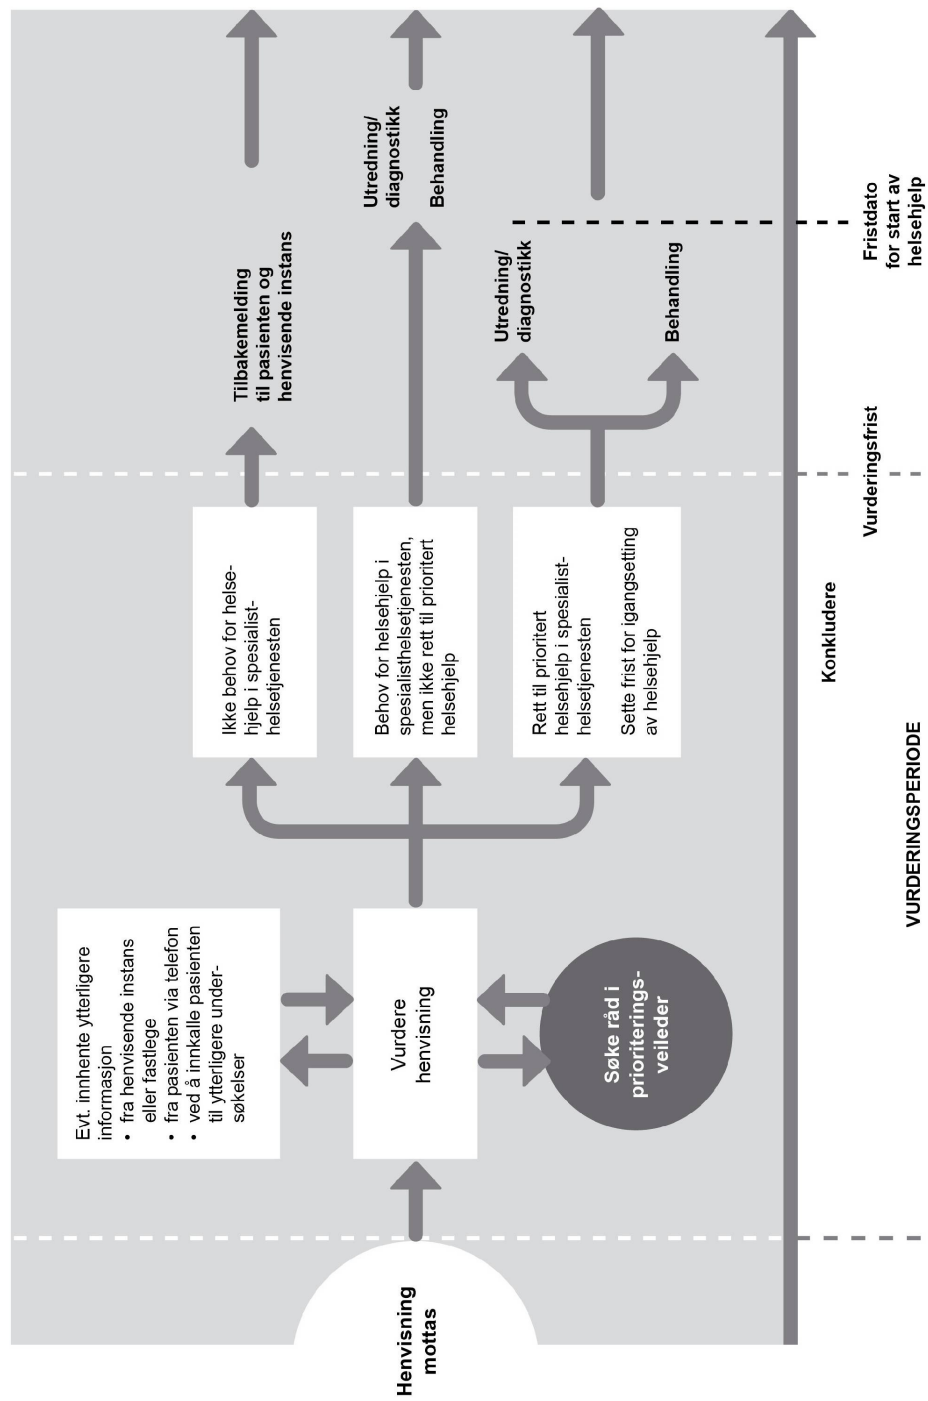 Henvisning
mottas
Evt. innhente ytterligere
informasjon
• fra henvisende instans
eller fastlege
• fra pasienten via telefon
• ved å innkalle pasienten
til ytterligere under-
søkelser
Vurdere
henvisning
Søke råd i
prioriterings-
veileder
Ikke behov for helse-
hjelp i spesialist-
helsetjenesten
Behov for helsehjelp i
spesialisthelsetjenesten,
men ikke rett til prioritert
helsehjelp
Rett til prioritert
helsehjelp i spesialist-
helsetjenesten
Sette frist for igangsetting
av helsehjelp
Tilbakemelding
til pasienten og
henvisende instans
Utredning/
diagnostikk
Behandling
Utredning/
diagnostikk
Behandling
Konkludere
Vurderingsfrist
Fristdato
for start av
helsehjelp
VURDERINGSPERIODE